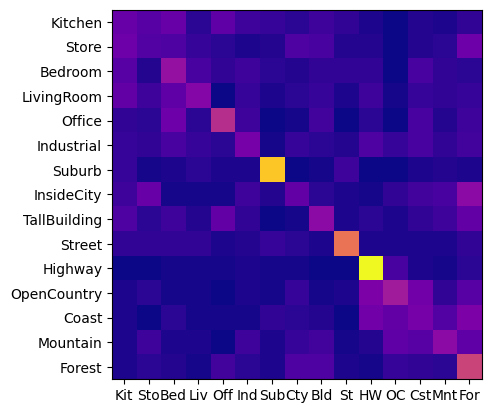 Kitchen
Store
Bedroom
LivingRoom
Office
Industrial
Suburb
InsideCity
TallBuilding
Street
Highway
OpenCountry
Coast
Mountain
Forest
Kit Sto Bed Liv Off Ind Sub Cty Bld St HW OC Cst Mnt For